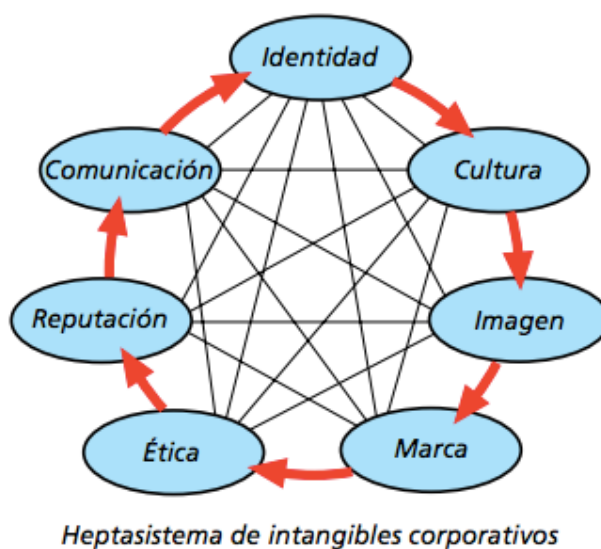 Identidad
Comunicación
Cultura
Reputación
Imagen
Ética
Marca
Heptasistema de intangibles corporativos